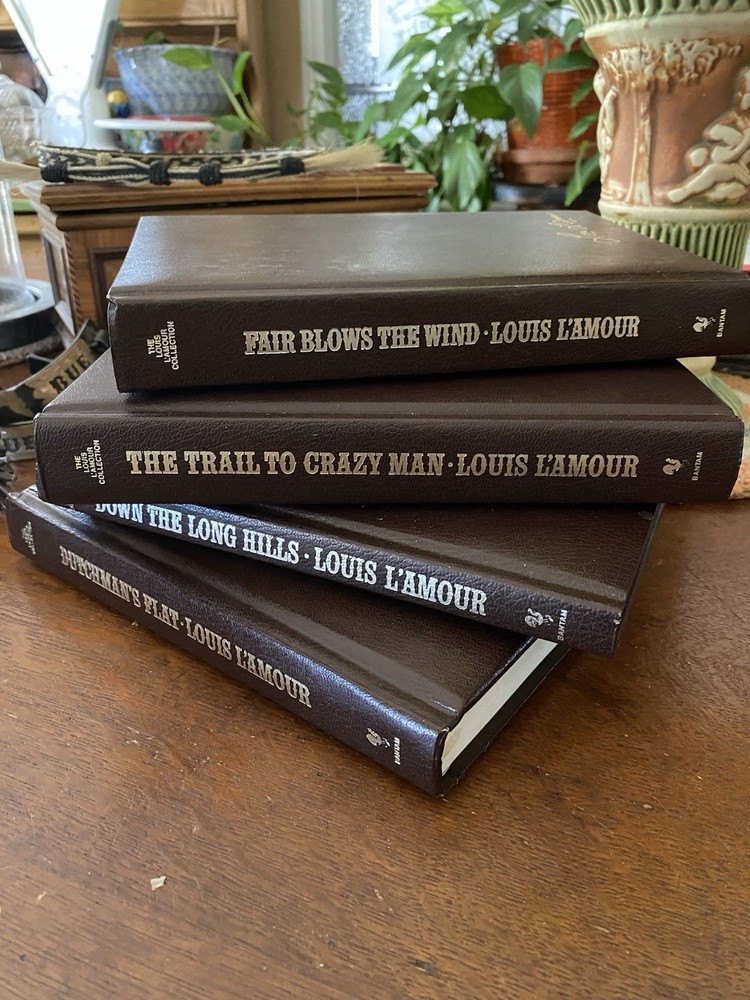 THE
LOUIS
L'AMOUR
COLLECTION
FAIR BLOWS THE WIND · LOUIS L'AMOUR
BANTAM
THE
LOUIS
L'AMOUR
COLLECTION
THE TRAIL TO CRAZY MAN · LOUIS L'AMOUR
BANTAM
DOWN THE LONG HILLS · LOUIS L'AMOUR
BANTAM
DUTCHMAN'S FLAT · LOUIS L'AMOUR
BANTAM